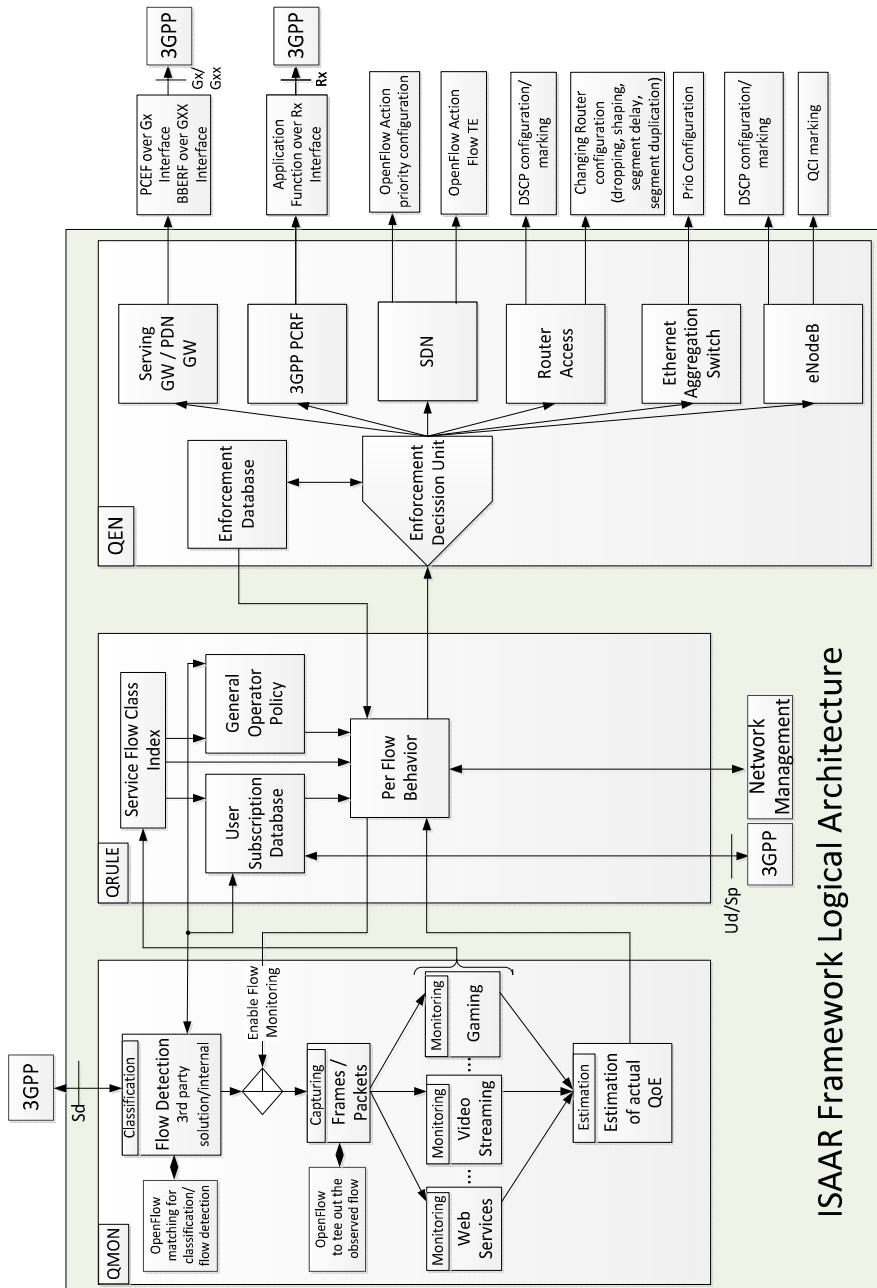 3GPP
Sd
QMON
OpenFlow
matching for
classification/
flow detection
Classification
Flow Detection
3rd party
solution/internal
Enable Flow
Monitoring
OpenFlow
to tee out the
observed flow
Capturing
Frames /
Packets
Monitoring
Web
Services
....
Monitoring
Video
Streaming
....
Monitoring
Gaming
Estimation
Estimation
of actual
QoE
QRULE
Service Flow Class
Index
User
Subscription
Database
General
Operator
Policy
Per Flow
Behavior
Ud/Sp
3GPP
Network
Management
QEN
Enforcement
Database
Enforcement
Decission Unit
Serving
GW / PDN
GW
3GPP PCRF
SDN
Router
Access
Ethernet
Aggregation
Switch
eNodeB
PCEF over Gx
Interface
BBERF over GXX
Interface
Gx/
Gxx
3GPP
Application
Function over Rx
Interface
Rx
3GPP
OpenFlow Action
priority configuration
OpenFlow Action
Flow TE
DSCP configuration/
marking
Changing Router
configuration
(dropping, shaping,
segment delay,
segment duplication)
Prio Configuration
DSCP configuration/
marking
QCI marking
ISAAR Framework Logical Architecture